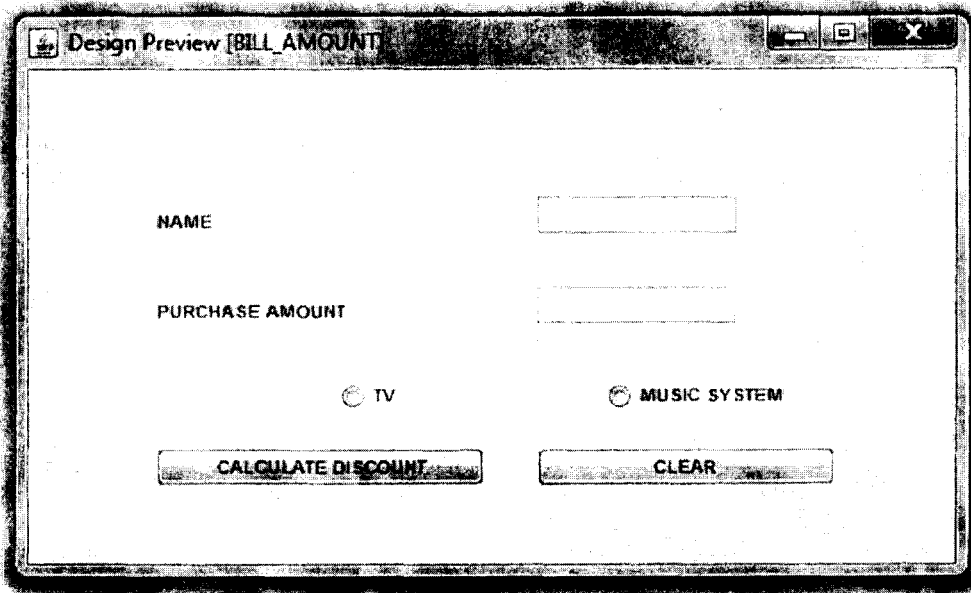 Design Preview [BILL_AMOUNT]
NAME
PURCHASE AMOUNT
TV
MUSIC SYSTEM
CALCULATE DISCOUNT
CLEAR